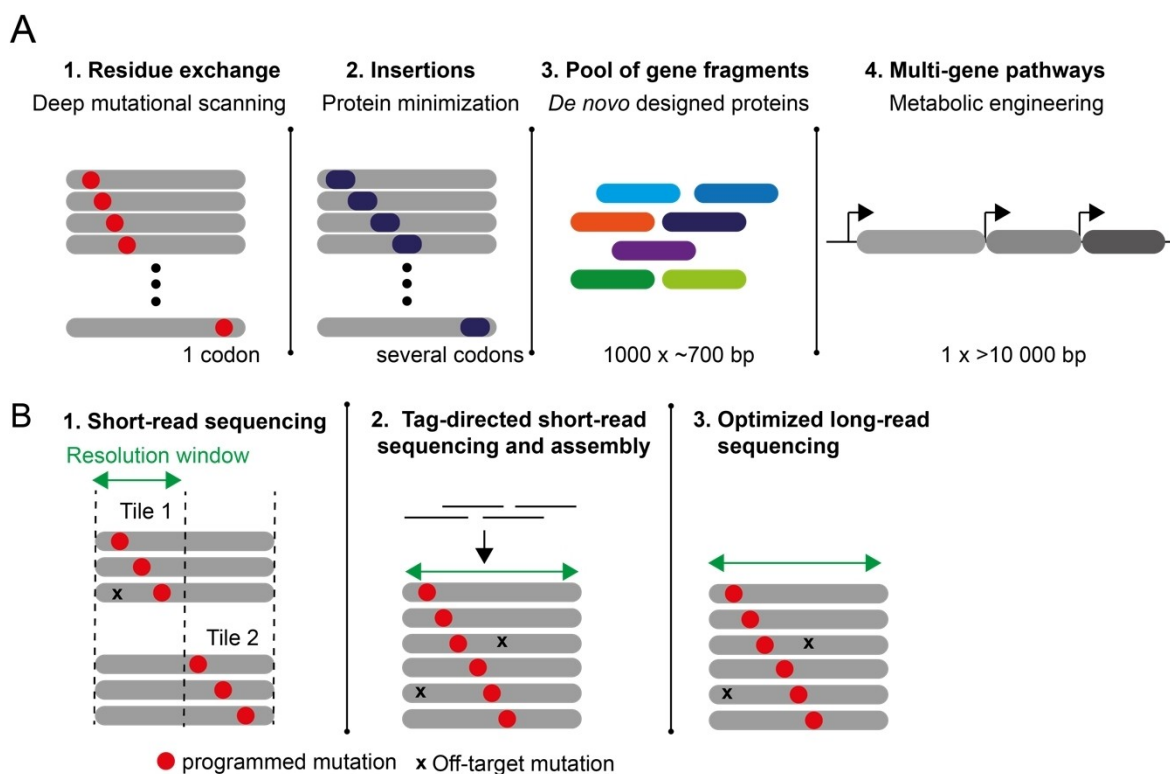 A
1. Residue exchange
Deep mutational scanning
1 codon
2. Insertions
Protein minimization
several codons
3. Pool of gene fragments
De novo designed proteins
1000 x ~700 bp
4. Multi-gene pathways
Metabolic engineering
1 x >10 000 bp
B
1. Short-read sequencing
Resolution window
Tile 1
x
Tile 2
2. Tag-directed short-read
sequencing and assembly
x
x
3. Optimized long-read
sequencing
x
x
programmed mutation
x Off-target mutation